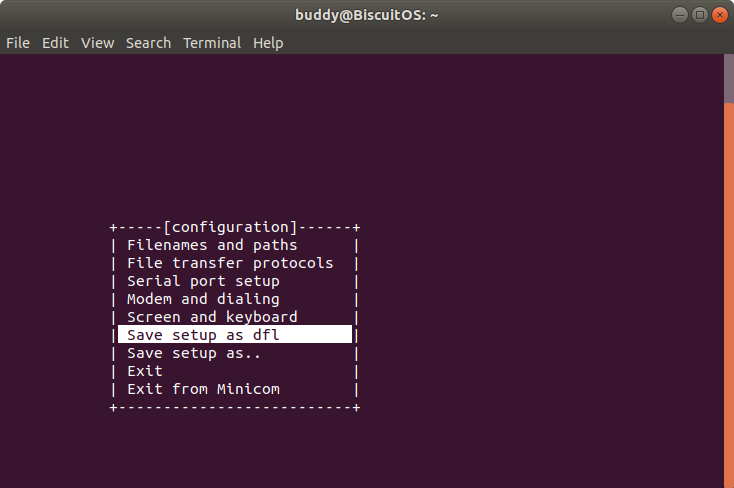 buddy@BiscuitOS: ~
File Edit View Search Terminal Help
+-----[configuration]------+
| Filenames and paths      |
| File transfer protocols  |
| Serial port setup        |
| Modem and dialing        |
| Screen and keyboard      |
| Save setup as dfl        |
| Save setup as..          |
| Exit                     |
| Exit from Minicom        |
+--------------------------+